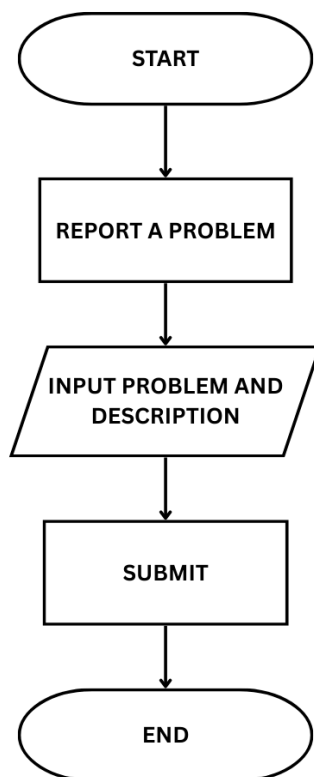 START
REPORT A PROBLEM
INPUT PROBLEM AND
DESCRIPTION
SUBMIT
END